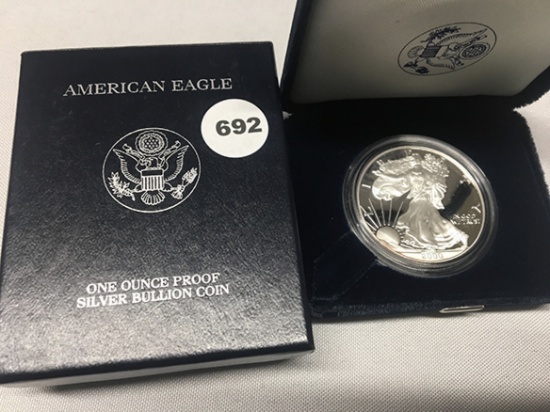 AMERICAN EAGLE
692
ONE OUNCE PROOF
SILVER BULLION COIN